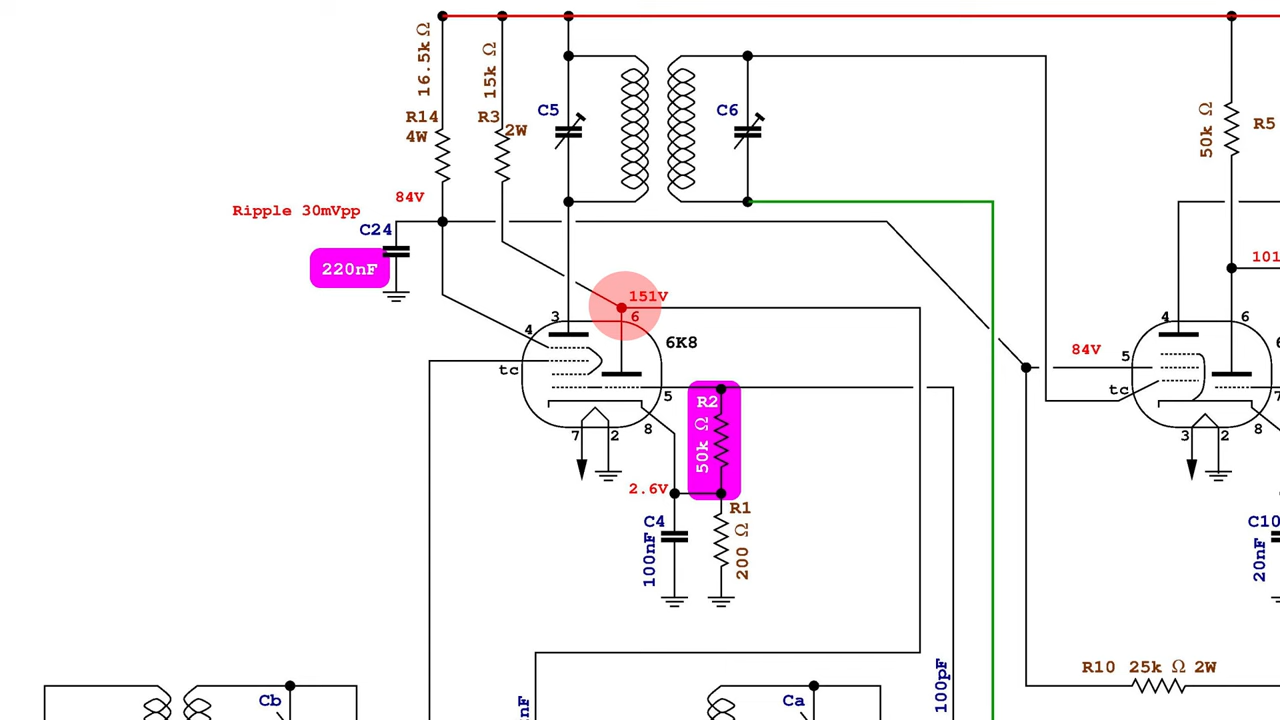 16.5k Ω
15k Ω
50k Ω
R14
4W
R3
2W
C5
C6
R5
84V
Ripple 30mVpp
C24
220nF
151V
101
3
6
4
6
4
6K8
84V
5
tc
tc
5
R2
50k Ω
7
2
8
3
2
8
7
2.6V
R1
C4
100nF
200 Ω
C10
20nF
R10 25k Ω 2W
100pF
nF
Cb
Ca